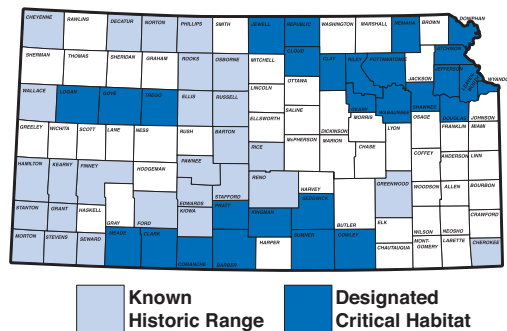 CHEYENNE RAWLINS DECATUR NORTON PHILLIPS SMITH JEWELL REPUBLIC WASHINGTON MARSHALL NEMAHA BROWN DONIPHAN
SHERMAN THOMAS SHERIDAN GRAHAM ROOKS OSBORNE MITCHELL CLOUD CLAY RILEY POTTAWATOMIE JACKSON ATCHISON
JEFFERSON WYANDO
WALLACE LOGAN GOVE TREGO ELLIS RUSSELL LINCOLN OTTAWA
SALINE DICKINSON GEARY MORRIS WABAUNSEE SHAWNEE DOUGLAS JOHNSON
ELLSWORTH
GREELEY WICHITA SCOTT LANE NESS RUSH BARTON McPHERSON MARION CHASE LYON OSAGE FRANKLIN MIAMI
RICE
HAMILTON KEARNY FINNEY HODGEMAN PAWNEE STAFFORD RENO HARVEY COFFEY ANDERSON LINN
EDWARDS
STANTON GRANT HASKELL GRAY FORD KIOWA PRATT KINGMAN SEDGWICK BUTLER GREENWOOD WOODSON ALLEN BOURBON
ELK WILSON NEOSHO CRAWFORD
MORTON STEVENS SEWARD MEADE CLARK COMANCHE BARBER HARPER SUMNER COWLEY CHAUTAUQUA MONT-
GOMERY LABETTE CHEROKEE
Known
Historic Range
Designated
Critical Habitat